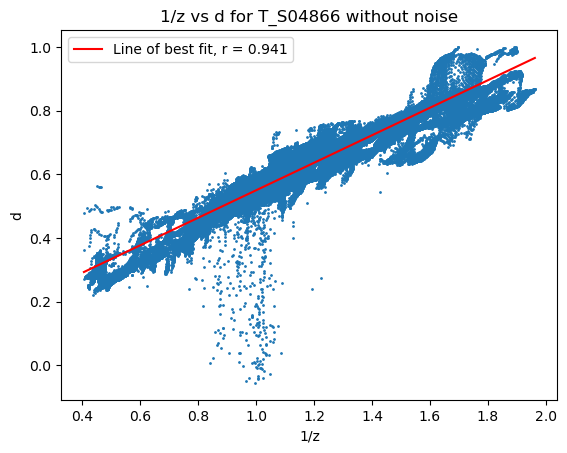 1/z vs d for T_S04866 without noise
Line of best fit, r = 0.941
1.0
0.8
0.6
0.4
0.2
0.0
d
0.4 0.6 0.8 1.0 1.2 1.4 1.6 1.8 2.0
1/z